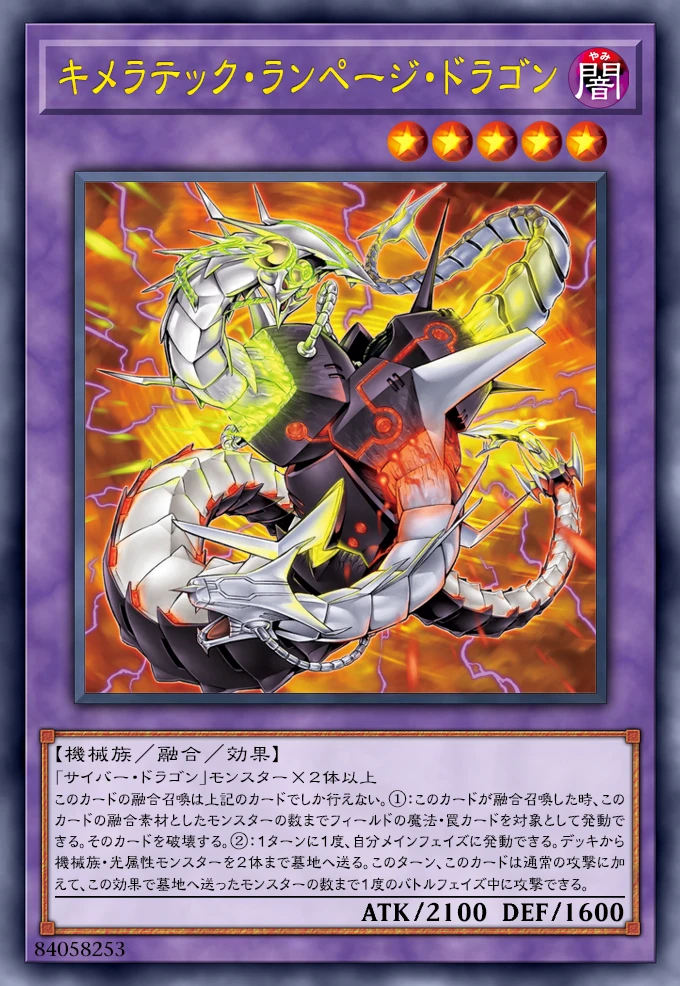 キメラテック・ランページ・ドラゴン
やみ
闇
【機械族／融合／効果】
「サイバー・ドラゴン」モンスター×２体以上
このカードの融合召喚は上記のカードでしか行えない。①：このカードが融合召喚した時、この
カードの融合素材としたモンスターの数までフィールドの魔法・罠カードを対象として発動で
きる。そのカードを破壊する。②：１ターンに１度、自分メインフェイズに発動できる。デッキから
機械族・光属性モンスターを２体まで墓地へ送る。このターン、このカードは通常の攻撃に加
えて、この効果で墓地へ送ったモンスターの数まで１度のバトルフェイズ中に攻撃できる。
ATK/2100 DEF/1600
84058253